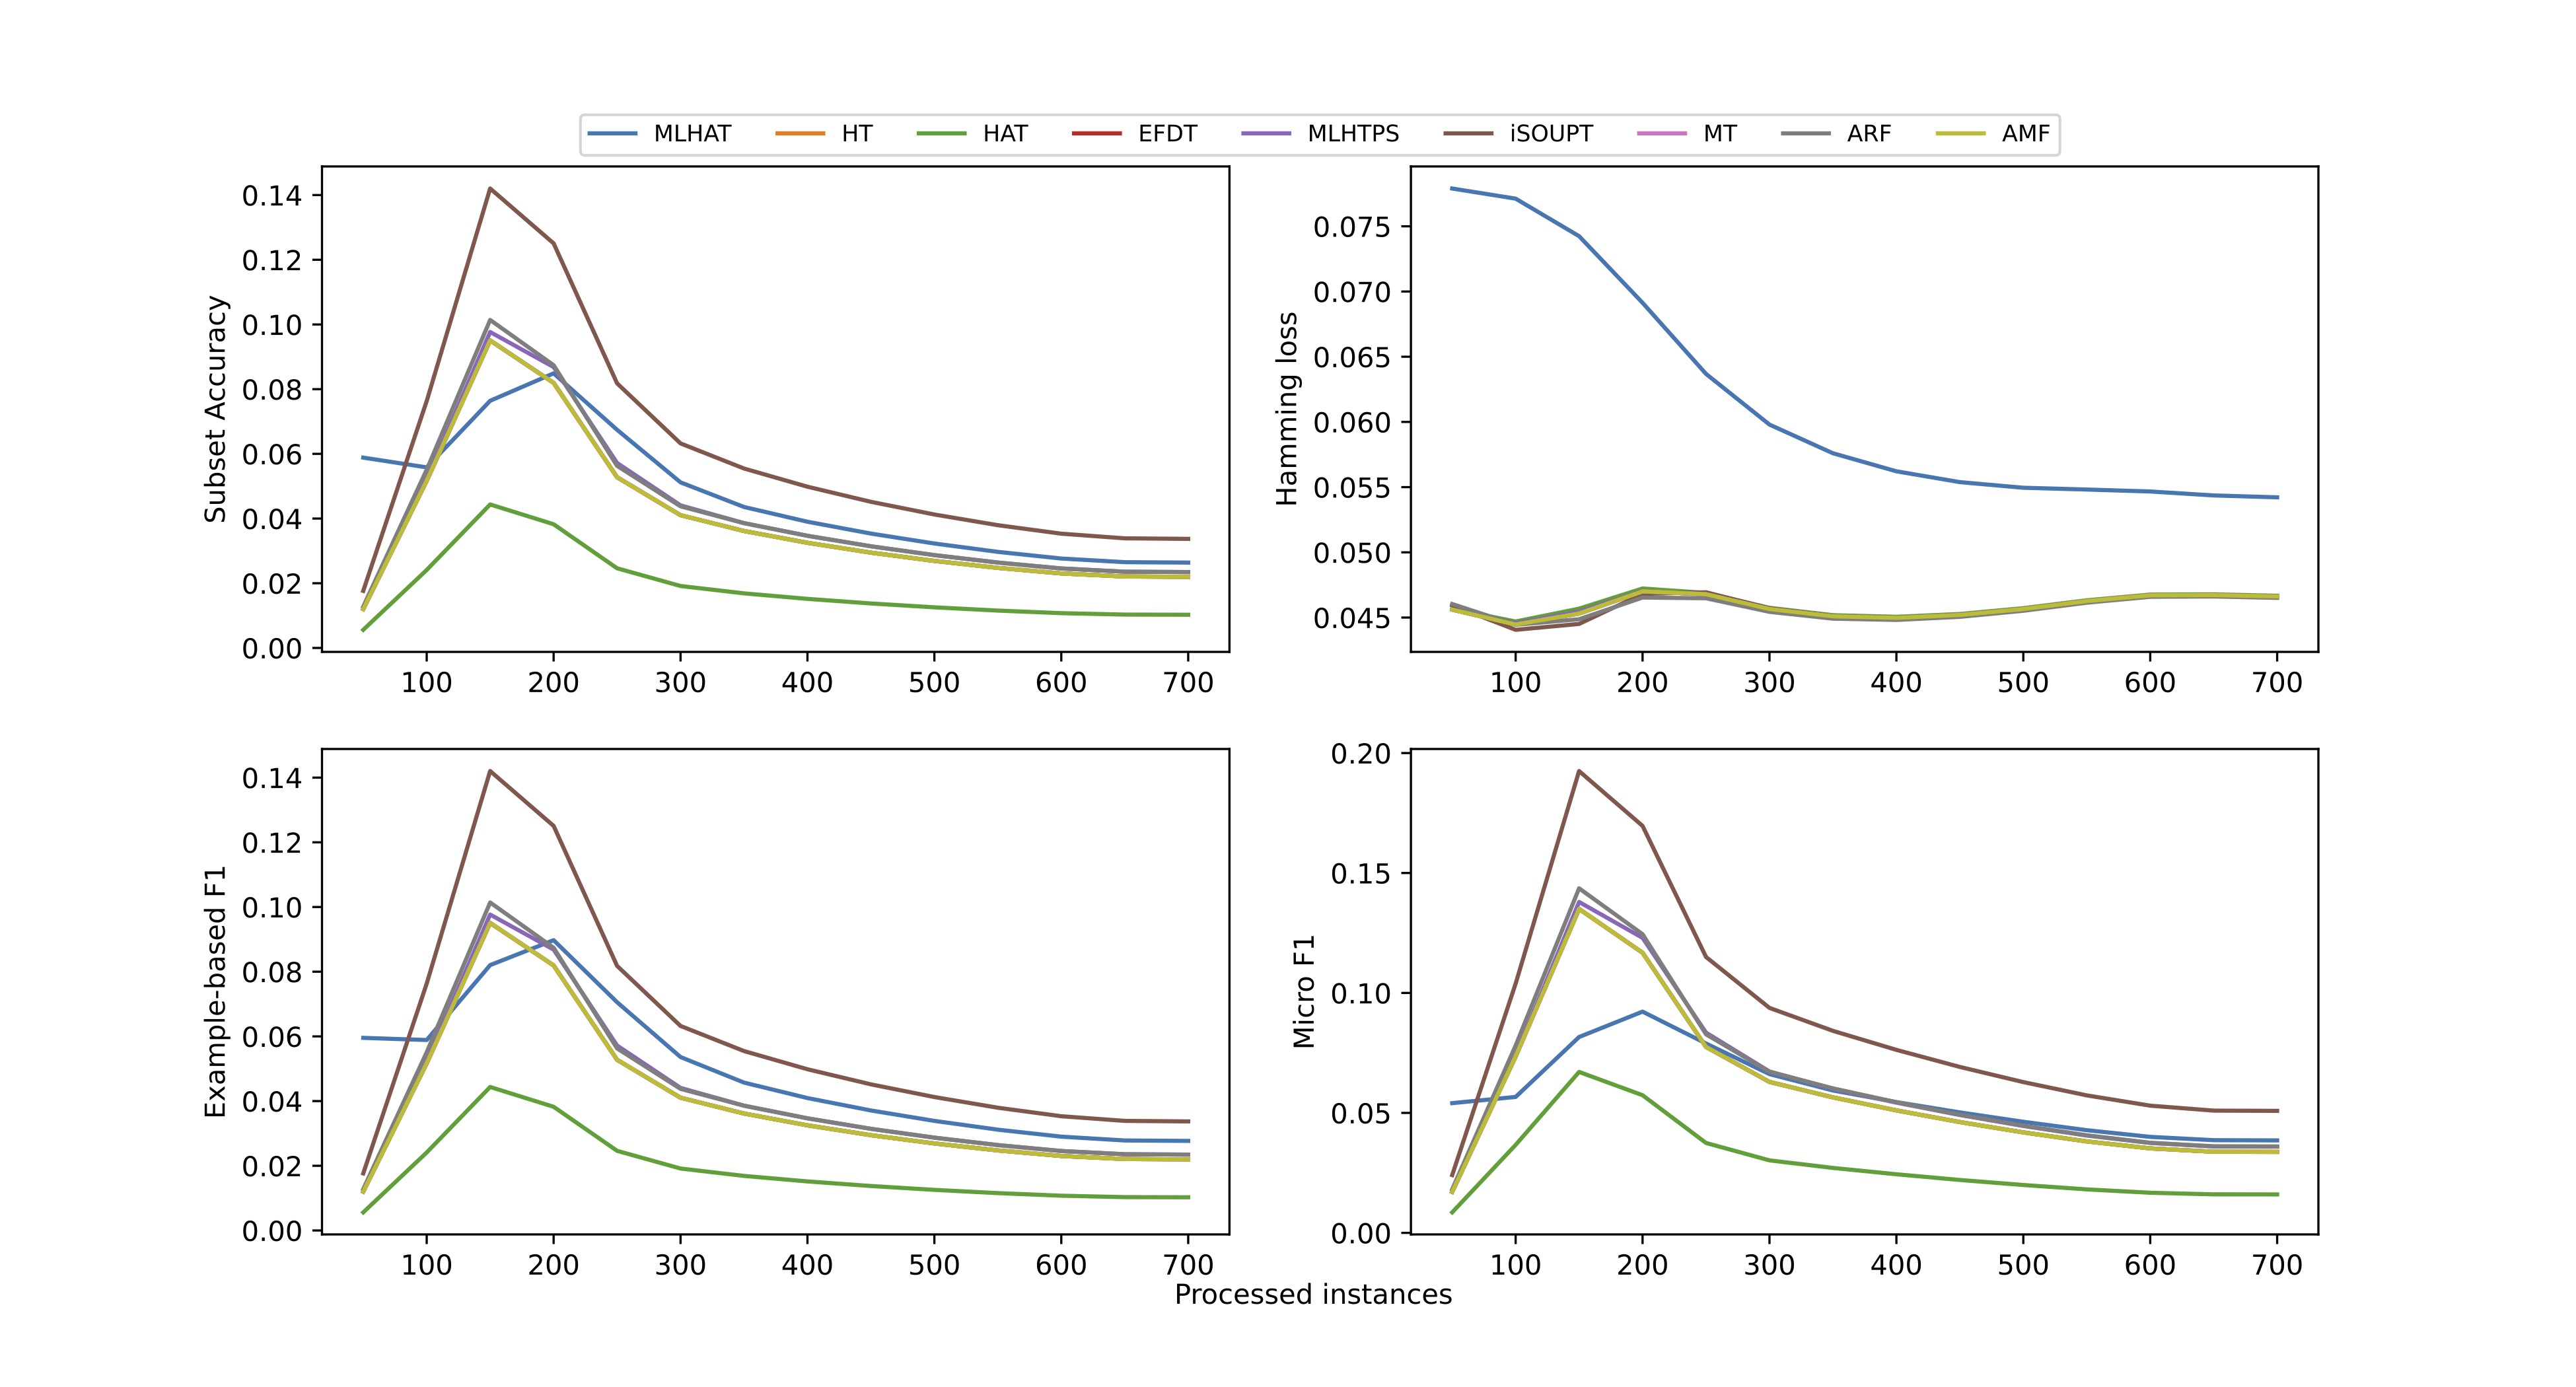 MLHAT HT HAT EFDT MLHTPS iSOUPT MT ARF AMF
Subset Accuracy
0.14
0.12
0.10
0.08
0.06
0.04
0.02
0.00
100 200 300 400 500 600 700
Hamming loss
0.075
0.070
0.065
0.060
0.055
0.050
0.045
100 200 300 400 500 600 700
Example-based F1
0.14
0.12
0.10
0.08
0.06
0.04
0.02
0.00
100 200 300 400 500 600 700
Micro F1
0.20
0.15
0.10
0.05
0.00
100 200 300 400 500 600 700
Processed instances